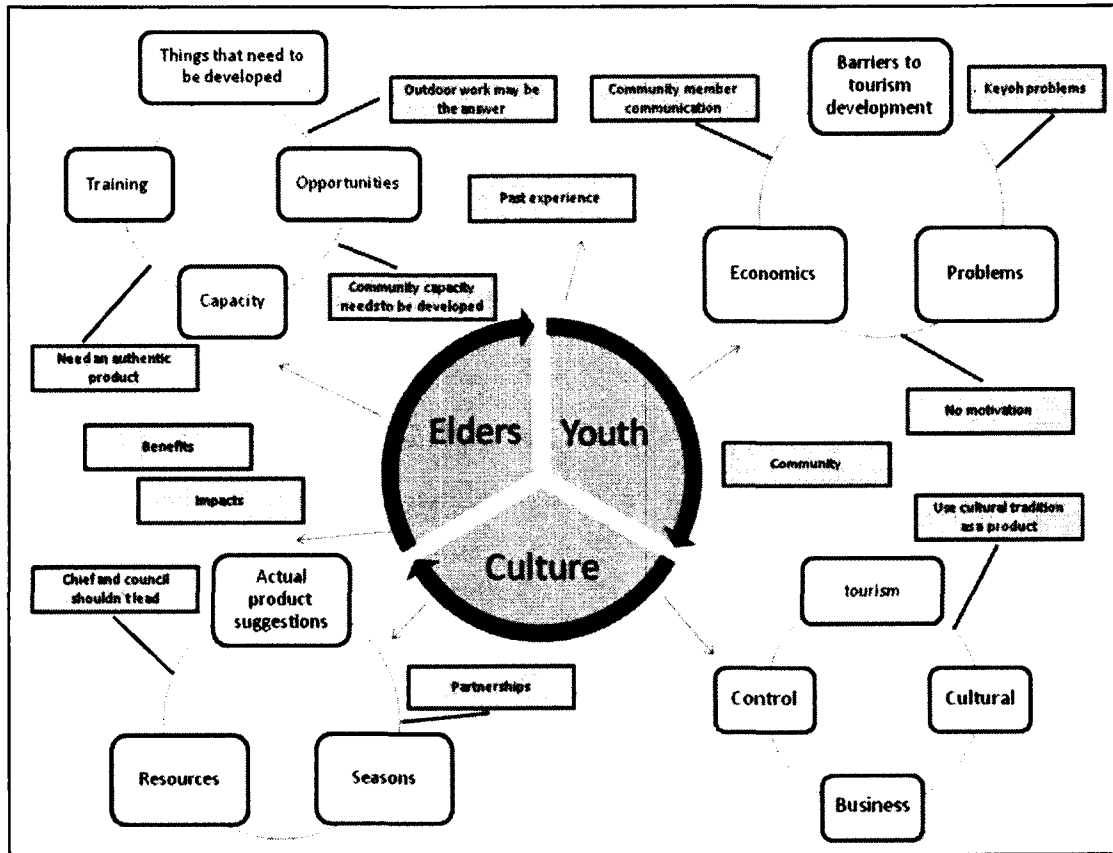 Things that need to
be developed
Outdoor work may be
the answer
Training
Opportunities
Capacity
Community capacity
needs to be developed
Need an authentic
product
Past experience
Community member
communication
Barriers to
tourism
development
Keyoh problems
Economics
Problems
No motivation
Elders
Youth
Culture
Benefits
Impacts
Community
Use cultural tradition
as a product
Chief and council
shouldn't lead
Actual
product
suggestions
Partnerships
Resources
Seasons
tourism
Control
Cultural
Business